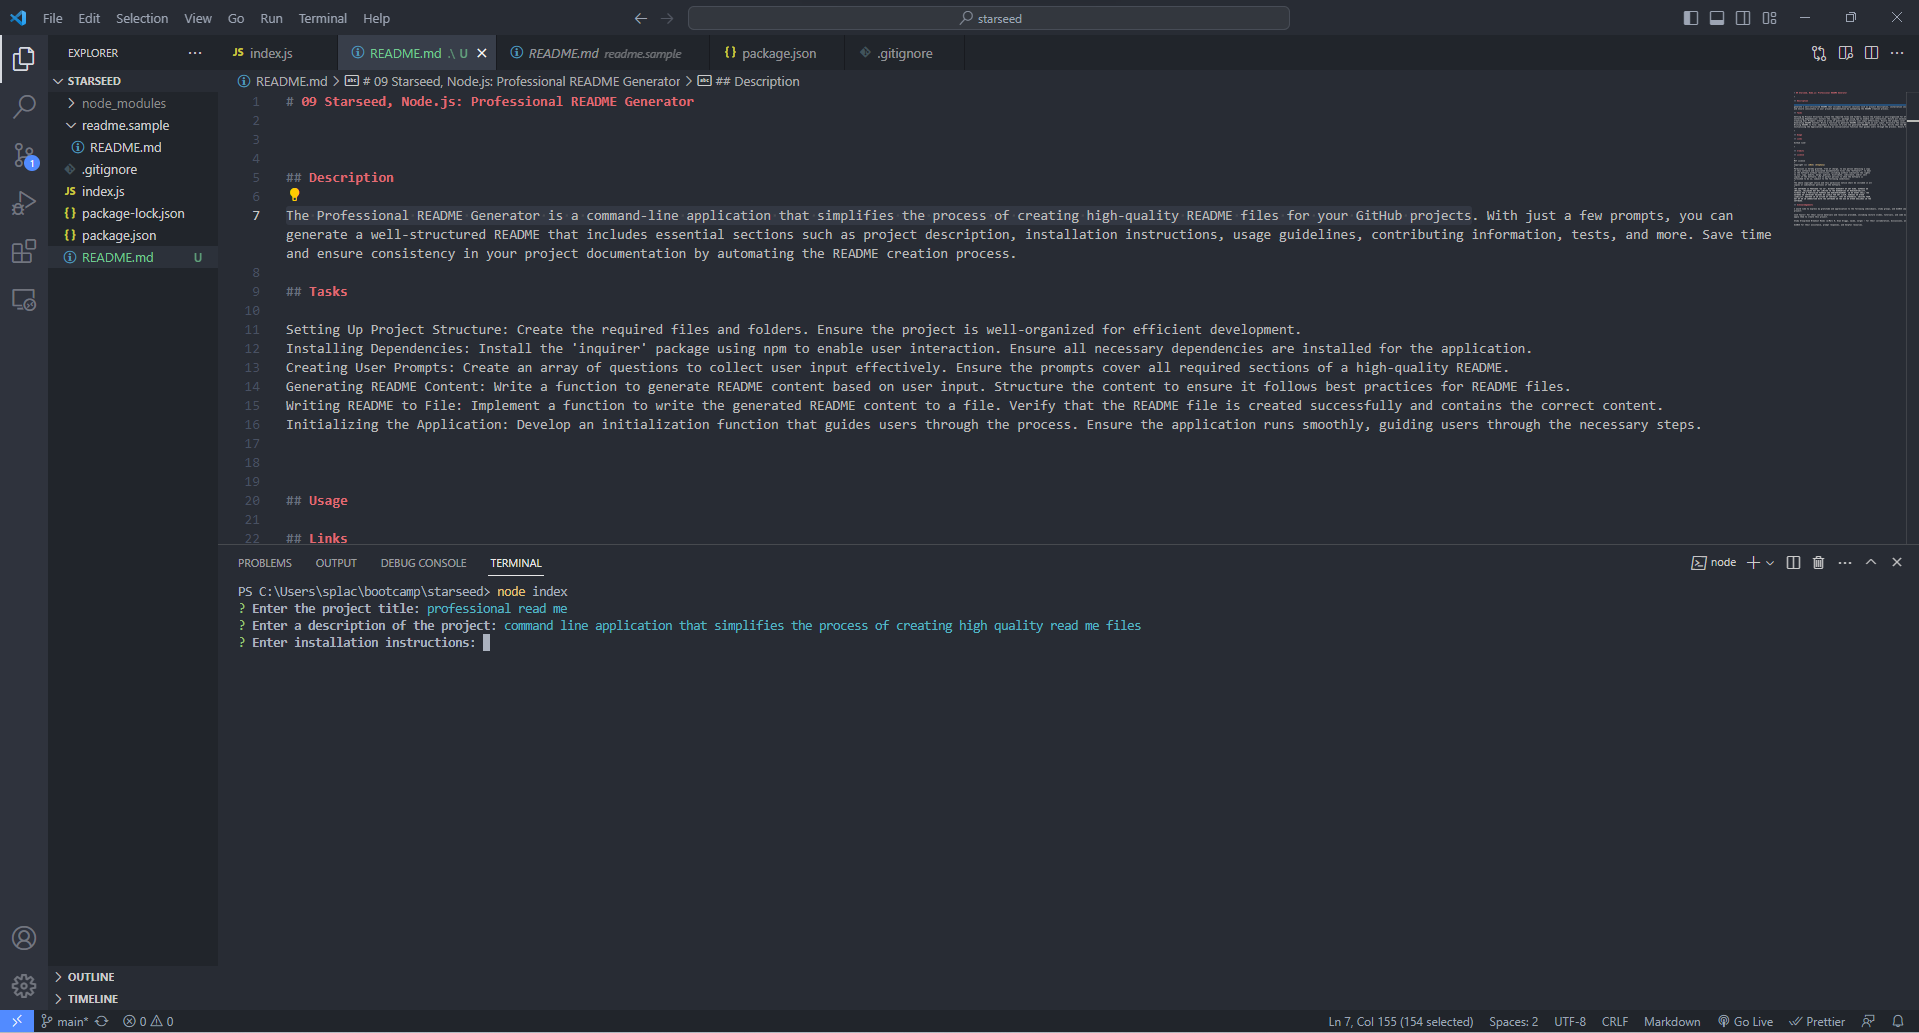 File Edit Selection View Go Run Terminal Help
starseed
EXPLORER
STARSEED
node_modules
readme.sample
README.md
.gitignore
JS index.js
{} package-lock.json
{} package.json
README.md U
OUTLINE
TIMELINE
1
JS index.js
README.md .\ U
README.md readme.sample
{} package.json
.gitignore
README.md > # 09 Starseed, Node.js: Professional README Generator > ## Description
1 # 09 Starseed, Node.js: Professional README Generator
2
3
4
5 ## Description
6
7 The Professional README Generator is a command-line application that simplifies the process of creating high-quality README files for your GitHub projects. With just a few prompts, you can
generate a well-structured README that includes essential sections such as project description, installation instructions, usage guidelines, contributing information, tests, and more. Save time
and ensure consistency in your project documentation by automating the README creation process.
8
9 ## Tasks
10
11 Setting Up Project Structure: Create the required files and folders. Ensure the project is well-organized for efficient development.
12 Installing Dependencies: Install the 'inquirer' package using npm to enable user interaction. Ensure all necessary dependencies are installed for the application.
13 Creating User Prompts: Create an array of questions to collect user input effectively. Ensure the prompts cover all required sections of a high-quality README.
14 Generating README Content: Write a function to generate README content based on user input. Structure the content to ensure it follows best practices for README files.
15 Writing README to File: Implement a function to write the generated README content to a file. Verify that the README file is created successfully and contains the correct content.
16 Initializing the Application: Develop an initialization function that guides users through the process. Ensure the application runs smoothly, guiding users through the necessary steps.
17
18
19
20 ## Usage
21
22 ## Links
PROBLEMS OUTPUT DEBUG CONSOLE TERMINAL
node
PS C:\Users\splac\bootcamp\starseed> node index
? Enter the project title: professional read me
? Enter a description of the project: command line application that simplifies the process of creating high quality read me files
? Enter installation instructions:
main* 0 0
Ln 7, Col 155 (154 selected) Spaces: 2 UTF-8 CRLF Markdown Go Live Prettier